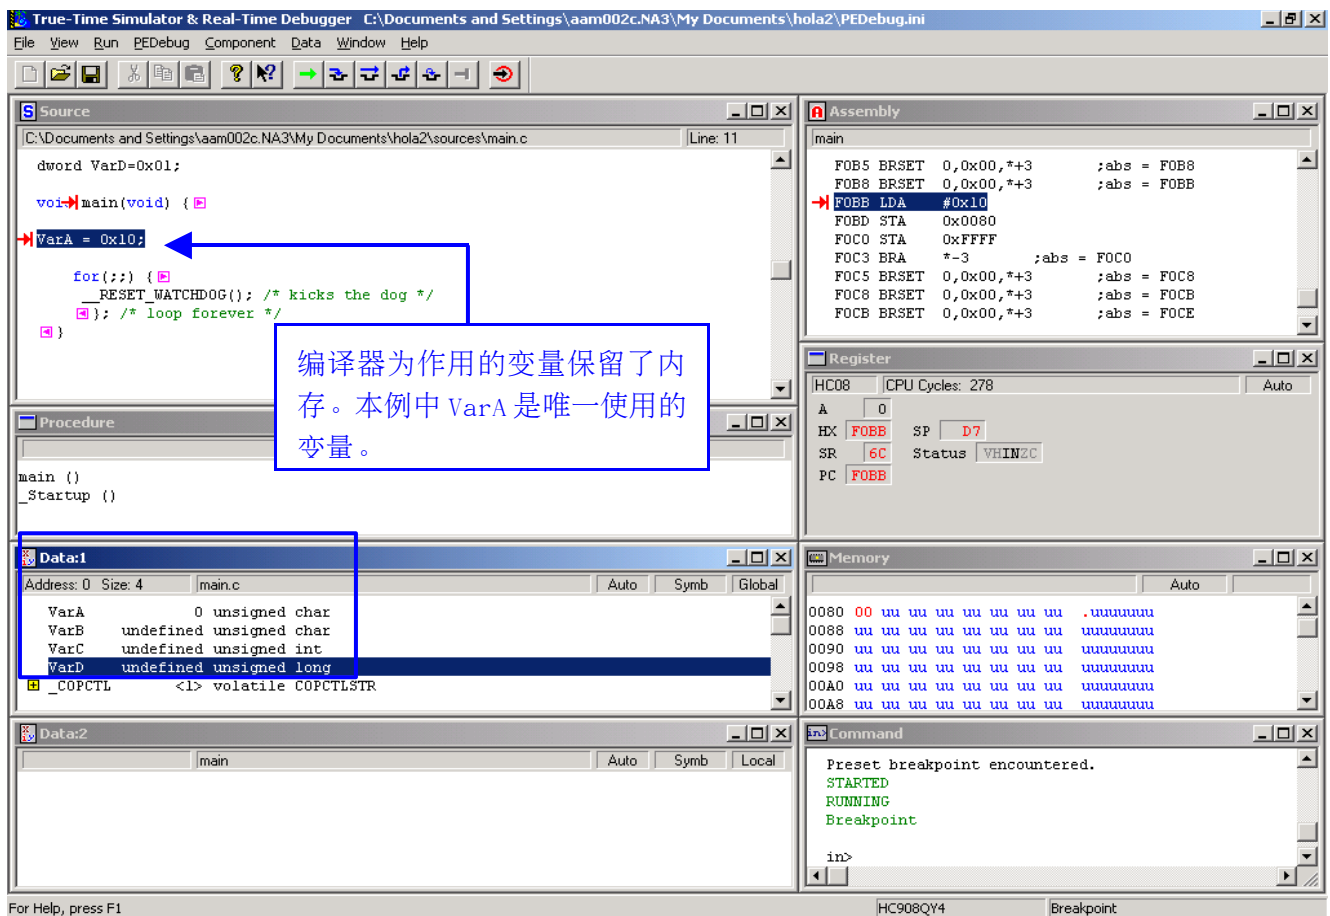 True-Time Simulator & Real-Time Debugger   C:\Documents and Settings\aam002c.NA3\My Documents\hola2\PEDebug.ini
File View Run PEDebug Component Data Window Help
Source
C:\Documents and Settings\aam002c.NA3\My Documents\hola2\sources\main.c Line: 11
dword VarD=0x01;
void main(void) {
VarA = 0x10;
for(;;) {
__RESET_WATCHDOG(); /* kicks the dog */
}; /* loop forever */
}
编译器为作用的变量保留了内
存。本例中 VarA 是唯一使用的
变量。
Assembly
main
F0B5 BRSET 0,0x00,*+3 ;abs = F0B8
F0B8 BRSET 0,0x00,*+3 ;abs = F0BB
F0BB LDA #0x10
F0BD STA 0x0080
F0C0 STA 0xFFFF
F0C3 BRA *-3 ;abs = F0C0
F0C5 BRSET 0,0x00,*+3 ;abs = F0C8
F0C8 BRSET 0,0x00,*+3 ;abs = F0CB
F0CB BRSET 0,0x00,*+3 ;abs = F0CE
Register
HC08 CPU Cycles: 278 Auto
A 0
HX F0BB SP D7
SR 6C Status VHINZC
PC F0BB
Procedure
main ()
_Startup ()
Data:1
Address: 0 Size: 4 main.c Auto Symb Global
VarA 0 unsigned char
VarB undefined unsigned char
VarC undefined unsigned int
VarD undefined unsigned long
_COPCTL <1> volatile COPCTLSTR
Memory
Auto
0080 00 uu uu uu uu uu uu uu .uuuuuuu
0088 uu uu uu uu uu uu uu uu uuuuuuuu
0090 uu uu uu uu uu uu uu uu uuuuuuuu
0098 uu uu uu uu uu uu uu uu uuuuuuuu
00A0 uu uu uu uu uu uu uu uu uuuuuuuu
00A8 uu uu uu uu uu uu uu uu uuuuuuuu
Data:2
main Auto Symb Local
Command
Preset breakpoint encountered.
STARTED
RUNNING
Breakpoint
in>
For Help, press F1 HC908QY4 Breakpoint